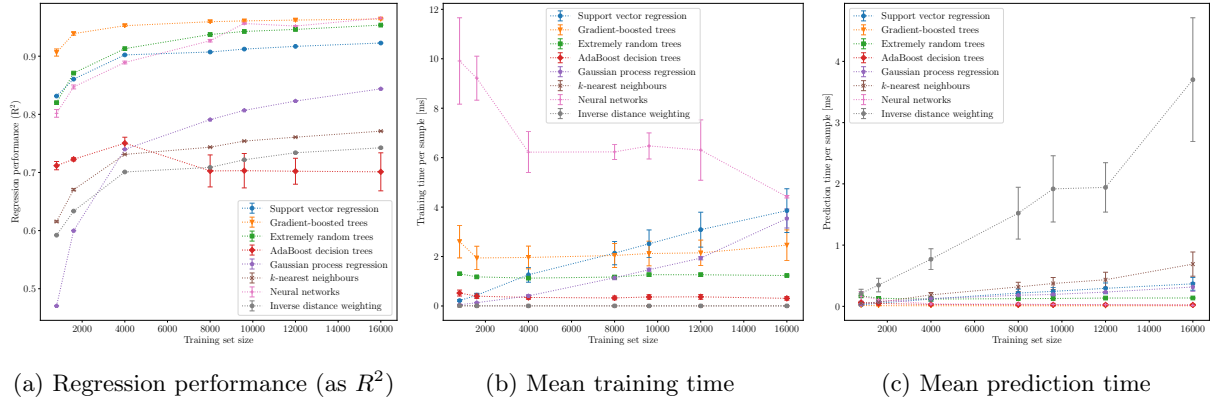 0.9
0.8
0.7
0.6
0.5
Regression performance (R²)
2000 4000 6000 8000 10000 12000 14000 16000
Training set size
Support vector regression
Gradient-boosted trees
Extremely random trees
AdaBoost decision trees
Gaussian process regression
k-nearest neighbours
Neural networks
Inverse distance weighting
(a) Regression performance (as R²)
12
10
8
6
4
2
0
Training time per sample [ms]
2000 4000 6000 8000 10000 12000 14000 16000
Training set size
Support vector regression
Gradient-boosted trees
Extremely random trees
AdaBoost decision trees
Gaussian process regression
k-nearest neighbours
Neural networks
Inverse distance weighting
(b) Mean training time
4
3
2
1
0
Prediction time per sample [ms]
2000 4000 6000 8000 10000 12000 14000 16000
Training set size
Support vector regression
Gradient-boosted trees
Extremely random trees
AdaBoost decision trees
Gaussian process regression
k-nearest neighbours
Neural networks
Inverse distance weighting
(c) Mean prediction time